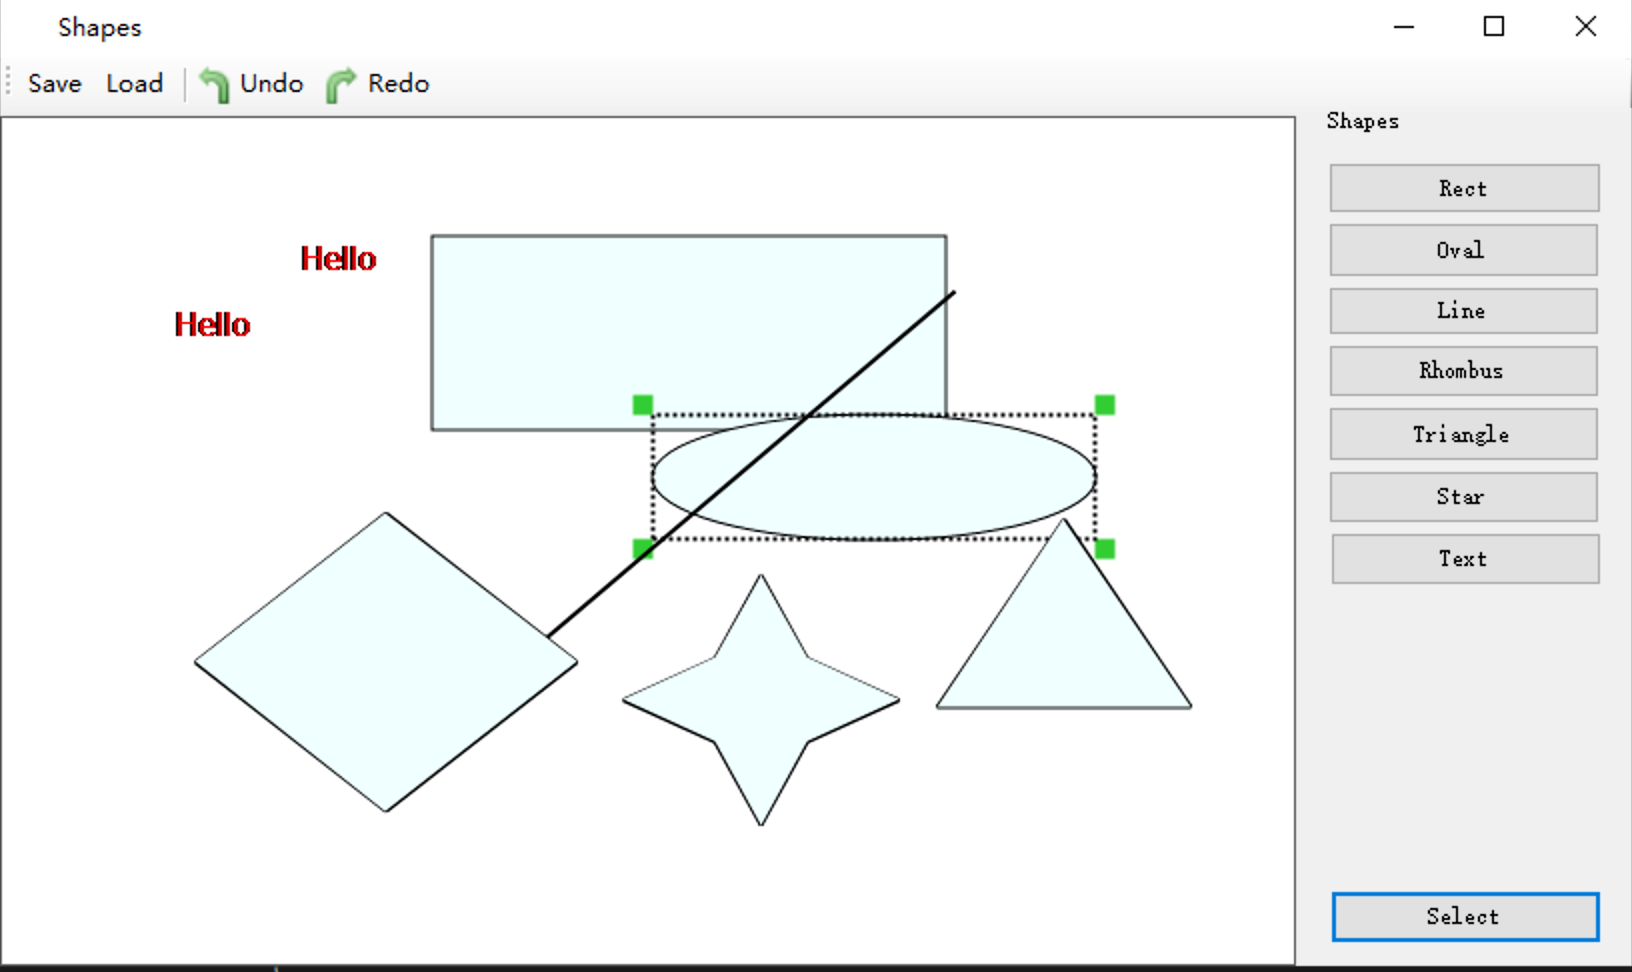 Shapes
Save Load Undo Redo
Shapes
Rect
Oval
Line
Rhombus
Triangle
Star
Text
Select
Hello
Hello